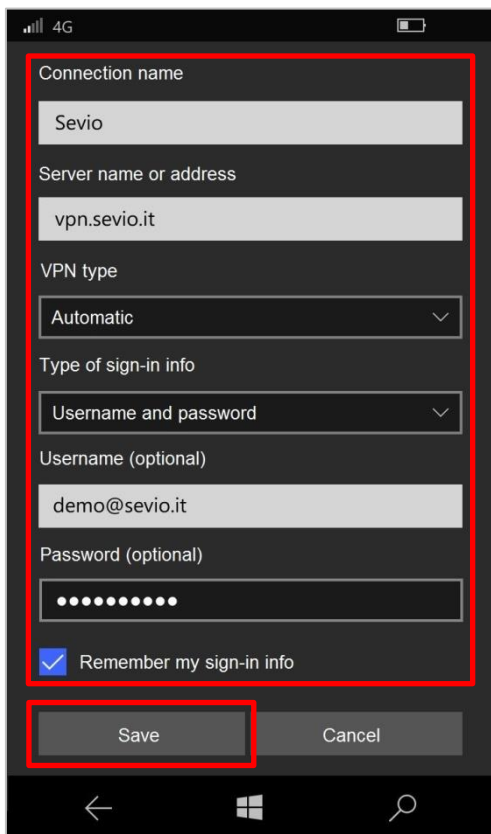 4G
Connection name
Sevio
Server name or address
vpn.sevio.it
VPN type
Automatic
Type of sign-in info
Username and password
Username (optional)
demo@sevio.it
Password (optional)
●●●●●●●●●●
Remember my sign-in info
Save Cancel